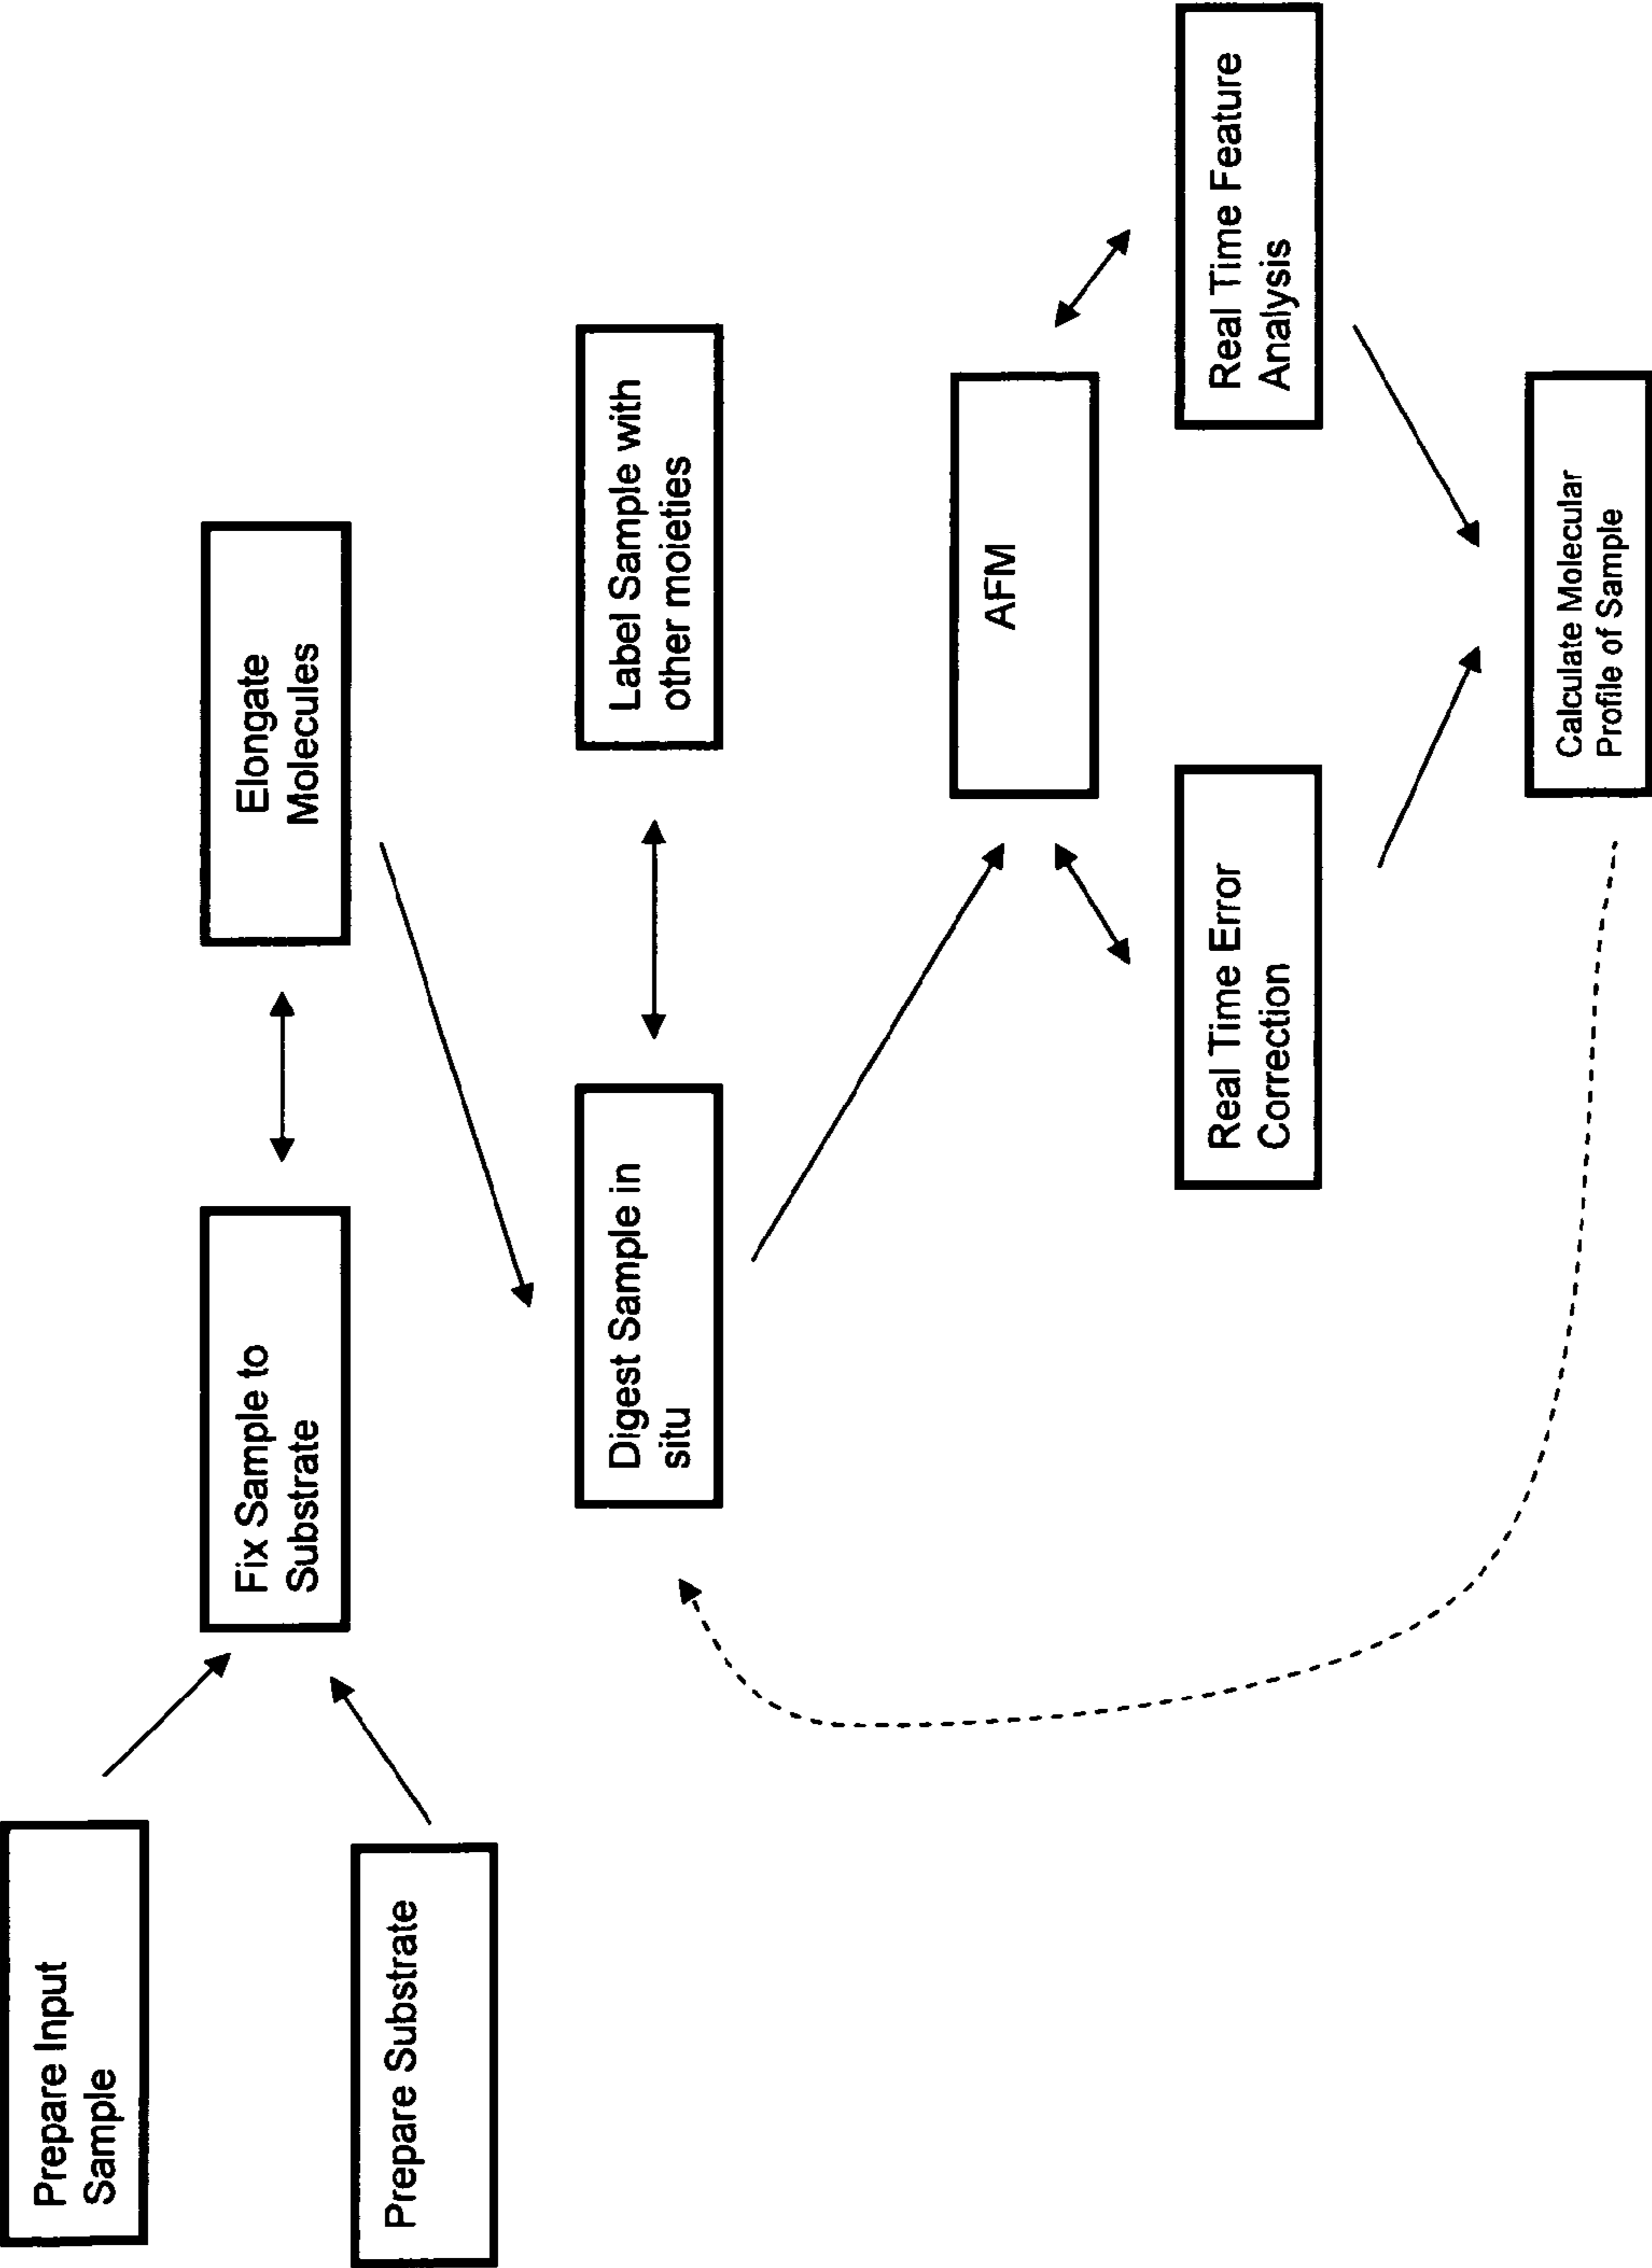 Prepare Input
Sample
Prepare Substrate
Fix Sample to
Substrate
Elongate
Molecules
Digest Sample in
situ
Label Sample with
other moieties
AFM
Real Time Error
Correction
Real Time Feature
Analysis
Calculate Molecular
Profile of Sample